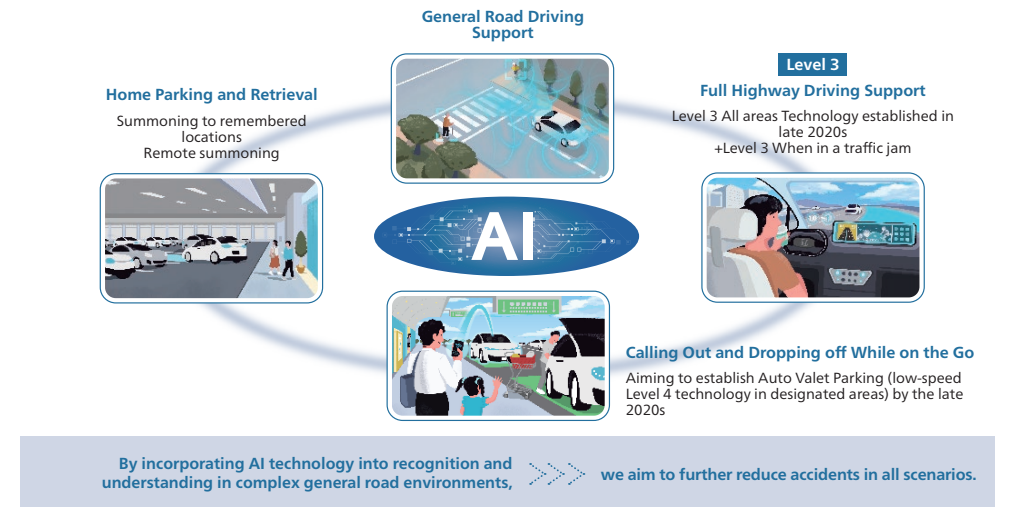 General Road Driving
Support
Level 3
Full Highway Driving Support
Level 3 All areas Technology established in
late 2020s
+Level 3 When in a traffic jam
Home Parking and Retrieval
Summoning to remembered
locations
Remote summoning
AI
Calling Out and Dropping off While on the Go
Aiming to establish Auto Valet Parking (low-speed
Level 4 technology in designated areas) by the late
2020s
By incorporating AI technology into recognition and
understanding in complex general road environments,
we aim to further reduce accidents in all scenarios.